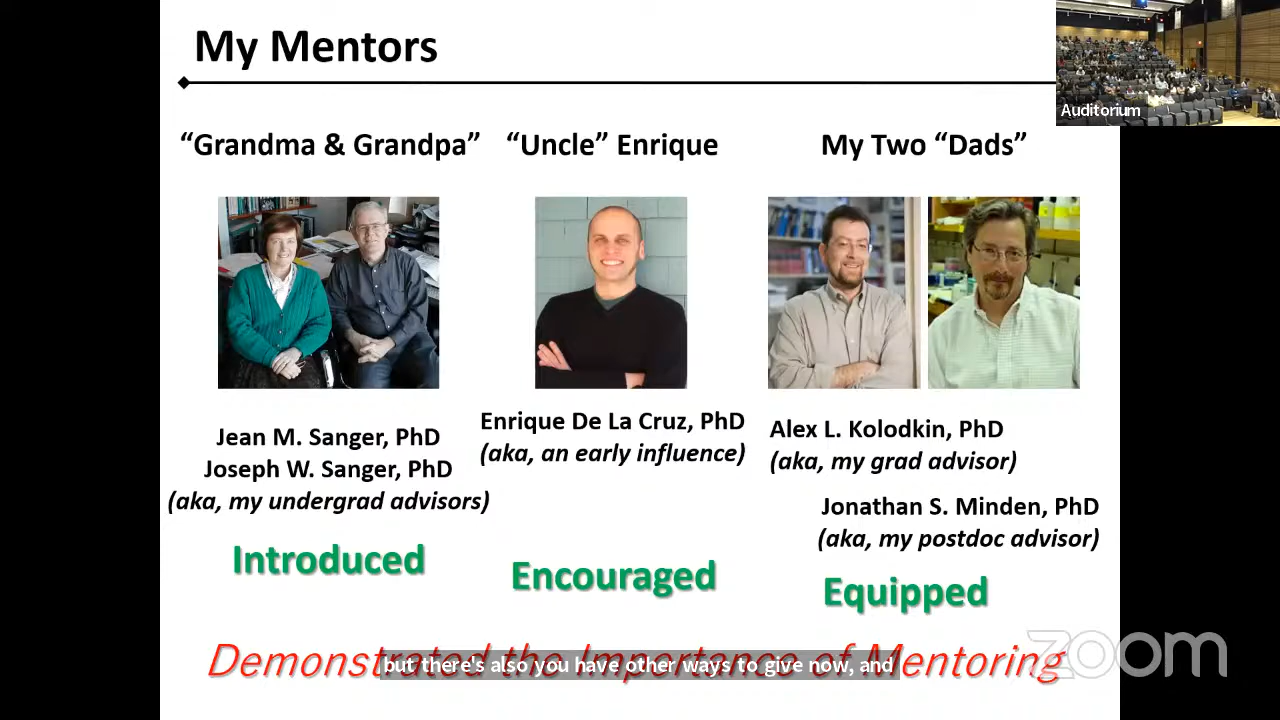 My Mentors
Auditorium
“Grandma & Grandpa”
“Uncle” Enrique
My Two “Dads”
Jean M. Sanger, PhD
Joseph W. Sanger, PhD
(aka, my undergrad advisors)
Introduced
Enrique De La Cruz, PhD
(aka, an early influence)
Encouraged
Alex L. Kolodkin, PhD
(aka, my grad advisor)
Jonathan S. Minden, PhD
(aka, my postdoc advisor)
Equipped
Demonstrated the Importance of Mentoring
but there's also you have other ways to give now, and
zoom